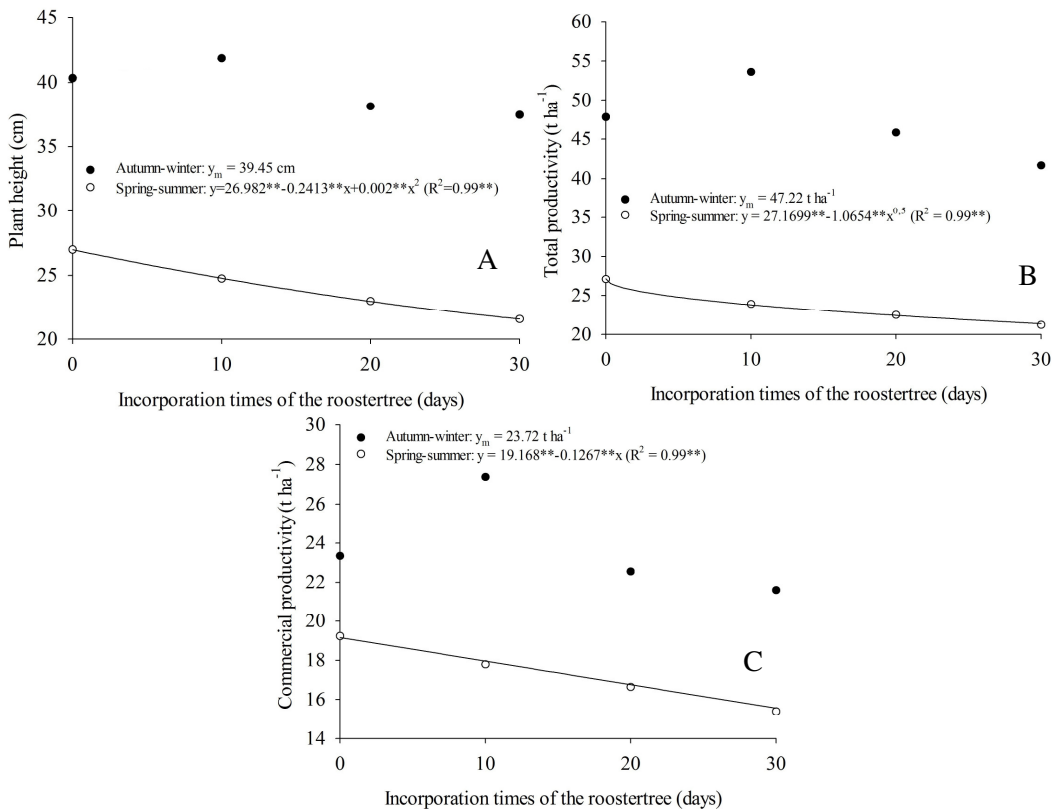 Plant height (cm)
45
40
35
30
25
20
Autumn-winter: yₘ = 39.45 cm
Spring-summer: y=26.982**-0.2413**x+0.002**x² (R²=0.99**)
A
0 10 20 30
Incorporation times of the roostertree (days)
Total productivity (t ha⁻¹)
60
55
50
45
40
35
30
25
20
Autumn-winter: yₘ = 47.22 t ha⁻¹
Spring-summer: y = 27.1699**-1.0654**x⁰,⁵ (R² = 0.99**)
B
0 10 20 30
Incorporation times of the roostertree (days)
Commercial productivity (t ha⁻¹)
30
28
26
24
22
20
18
16
14
Autumn-winter: yₘ = 23.72 t ha⁻¹
Spring-summer: y = 19.168**-0.1267**x (R² = 0.99**)
C
0 10 20 30
Incorporation times of the roostertree (days)